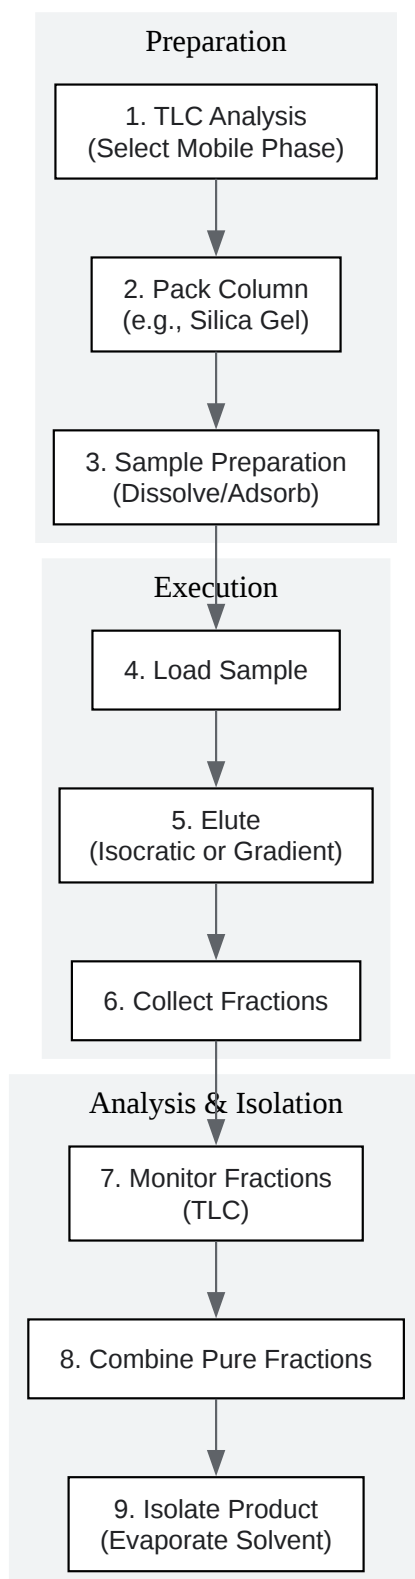 Preparation
1. TLC Analysis
(Select Mobile Phase)
2. Pack Column
(e.g., Silica Gel)
3. Sample Preparation
(Dissolve/Adsorb)
Execution
4. Load Sample
5. Elute
(Isocratic or Gradient)
6. Collect Fractions
Analysis & Isolation
7. Monitor Fractions
(TLC)
8. Combine Pure Fractions
9. Isolate Product
(Evaporate Solvent)